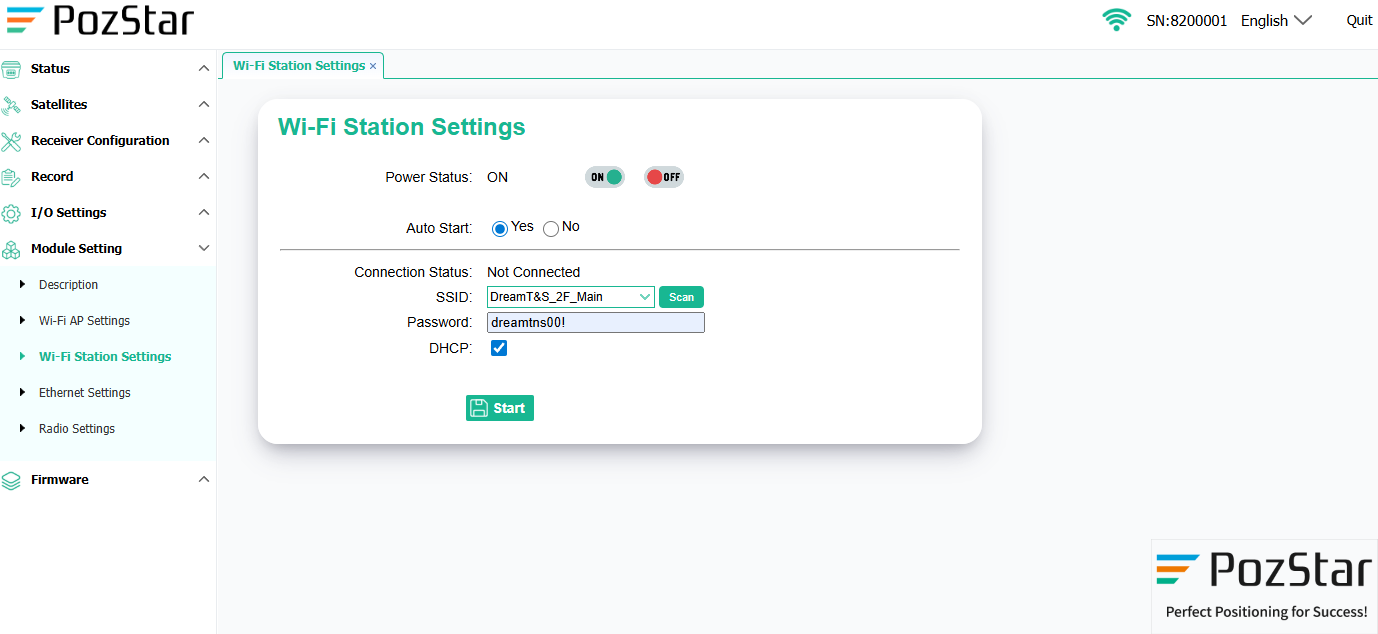 PozStar
SN:8200001 English Quit
Status
Satellites
Receiver Configuration
Record
I/O Settings
Module Setting
Description
Wi-Fi AP Settings
Wi-Fi Station Settings
Ethernet Settings
Radio Settings
Firmware
Wi-Fi Station Settings ×
Wi-Fi Station Settings
Power Status: ON ON OFF
Auto Start: Yes No
Connection Status: Not Connected
SSID: DreamT&S_2F_Main Scan
Password: dreamtns00!
DHCP:
Start
PozStar
Perfect Positioning for Success!